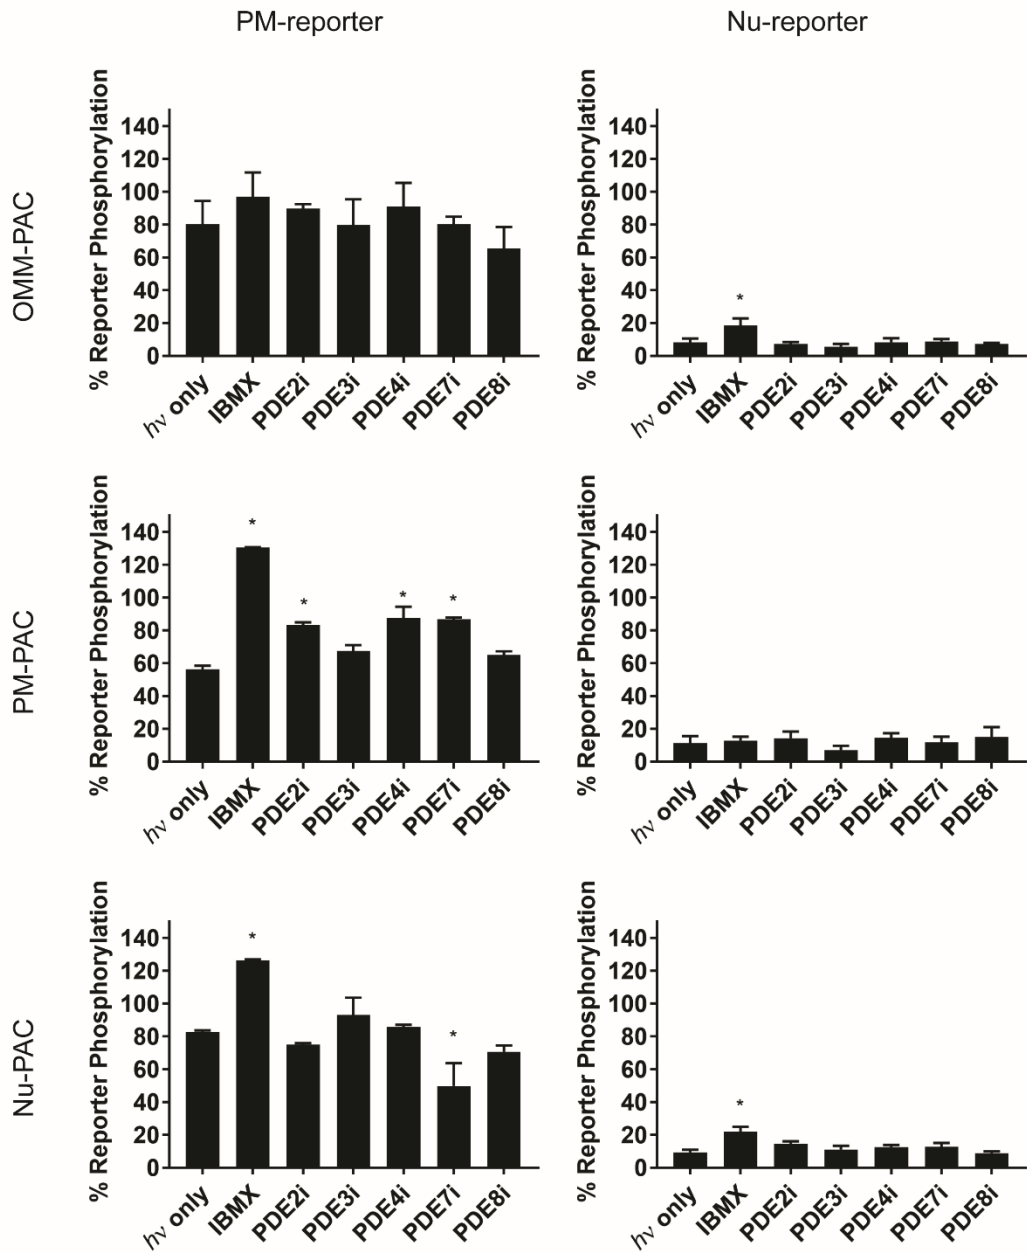 PM-reporter
Nu-reporter
OMM-PAC
% Reporter Phosphorylation
140
120
100
80
60
40
20
0
hν only
IBMX
PDE2i
PDE3i
PDE4i
PDE7i
PDE8i
% Reporter Phosphorylation
140
120
100
80
60
40
20
0
*
hν only
IBMX
PDE2i
PDE3i
PDE4i
PDE7i
PDE8i
PM-PAC
% Reporter Phosphorylation
140
120
100
80
60
40
20
0
*
*
*
*
hν only
IBMX
PDE2i
PDE3i
PDE4i
PDE7i
PDE8i
% Reporter Phosphorylation
140
120
100
80
60
40
20
0
hν only
IBMX
PDE2i
PDE3i
PDE4i
PDE7i
PDE8i
Nu-PAC
% Reporter Phosphorylation
140
120
100
80
60
40
20
0
*
*
hν only
IBMX
PDE2i
PDE3i
PDE4i
PDE7i
PDE8i
% Reporter Phosphorylation
140
120
100
80
60
40
20
0
*
hν only
IBMX
PDE2i
PDE3i
PDE4i
PDE7i
PDE8i